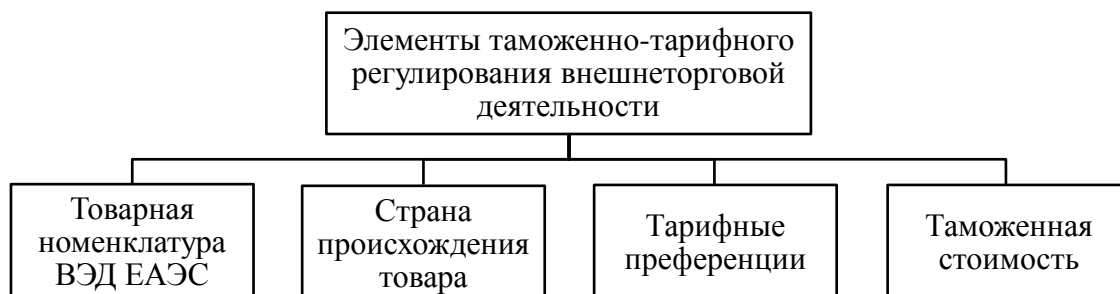 Элементы таможенно-тарифного
регулирования внешнеторговой
деятельности
Товарная
номенклатура
ВЭД ЕАЭС
Страна
происхождения
товара
Тарифные
преференции
Таможенная
стоимость